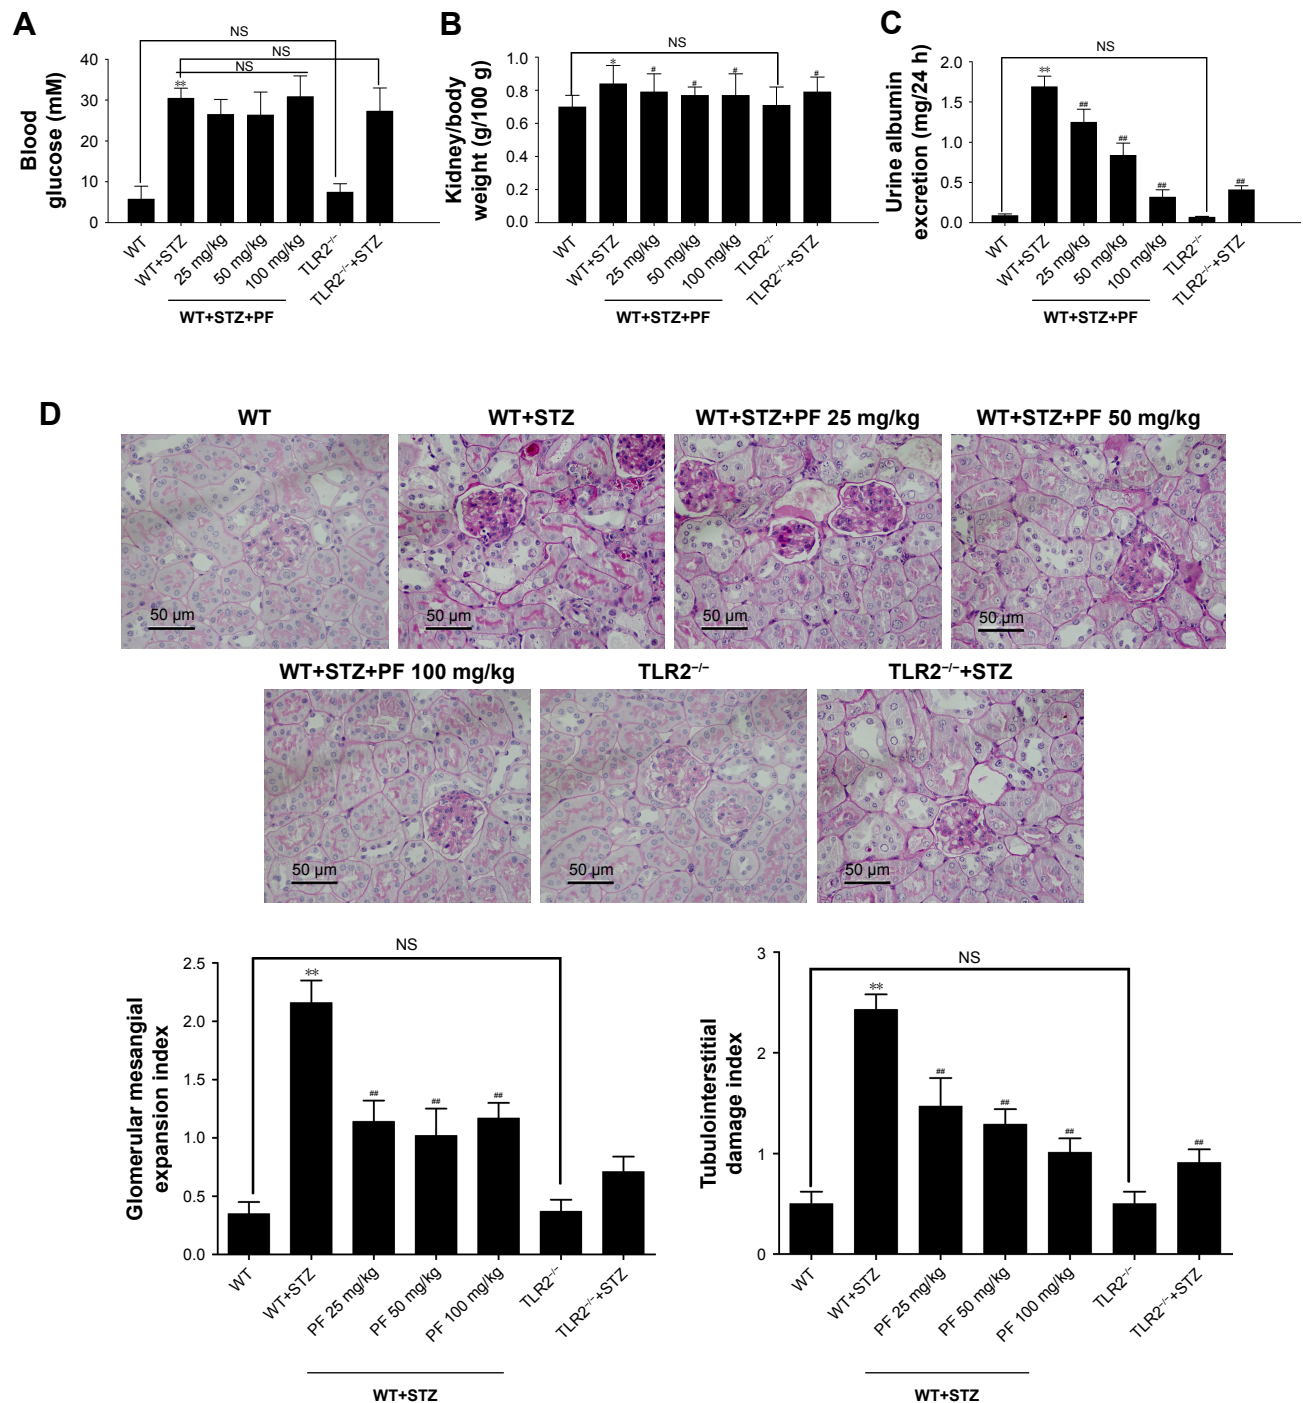 A
NS
NS
NS
**
Blood
glucose (mM)
40
30
20
10
0
WT
WT+STZ
25 mg/kg
50 mg/kg
100 mg/kg
TLR2⁻/⁻
TLR2⁻/⁻+STZ
WT+STZ+PF
B
NS
*
#
#
#
#
Kidney/body
weight (g/100 g)
1.0
0.8
0.6
0.4
0.2
0.0
WT
WT+STZ
25 mg/kg
50 mg/kg
100 mg/kg
TLR2⁻/⁻
TLR2⁻/⁻+STZ
WT+STZ+PF
C
NS
**
##
##
##
##
Urine albumin
excretion (mg/24 h)
2.0
1.5
1.0
0.5
0.0
WT
WT+STZ
25 mg/kg
50 mg/kg
100 mg/kg
TLR2⁻/⁻
TLR2⁻/⁻+STZ
WT+STZ+PF
D
WT
WT+STZ
WT+STZ+PF 25 mg/kg
WT+STZ+PF 50 mg/kg
50 µm
50 µm
50 µm
50 µm
WT+STZ+PF 100 mg/kg
TLR2⁻/⁻
TLR2⁻/⁻+STZ
50 µm
50 µm
50 µm
NS
**
##
##
##
Glomerular mesangial
expansion index
2.5
2.0
1.5
1.0
0.5
0.0
WT
WT+STZ
PF 25 mg/kg
PF 50 mg/kg
PF 100 mg/kg
TLR2⁻/⁻
TLR2⁻/⁻+STZ
WT+STZ
NS
**
##
##
##
##
Tubulointerstitial
damage index
3
2
1
0
WT
WT+STZ
PF 25 mg/kg
PF 50 mg/kg
PF 100 mg/kg
TLR2⁻/⁻
TLR2⁻/⁻+STZ
WT+STZ